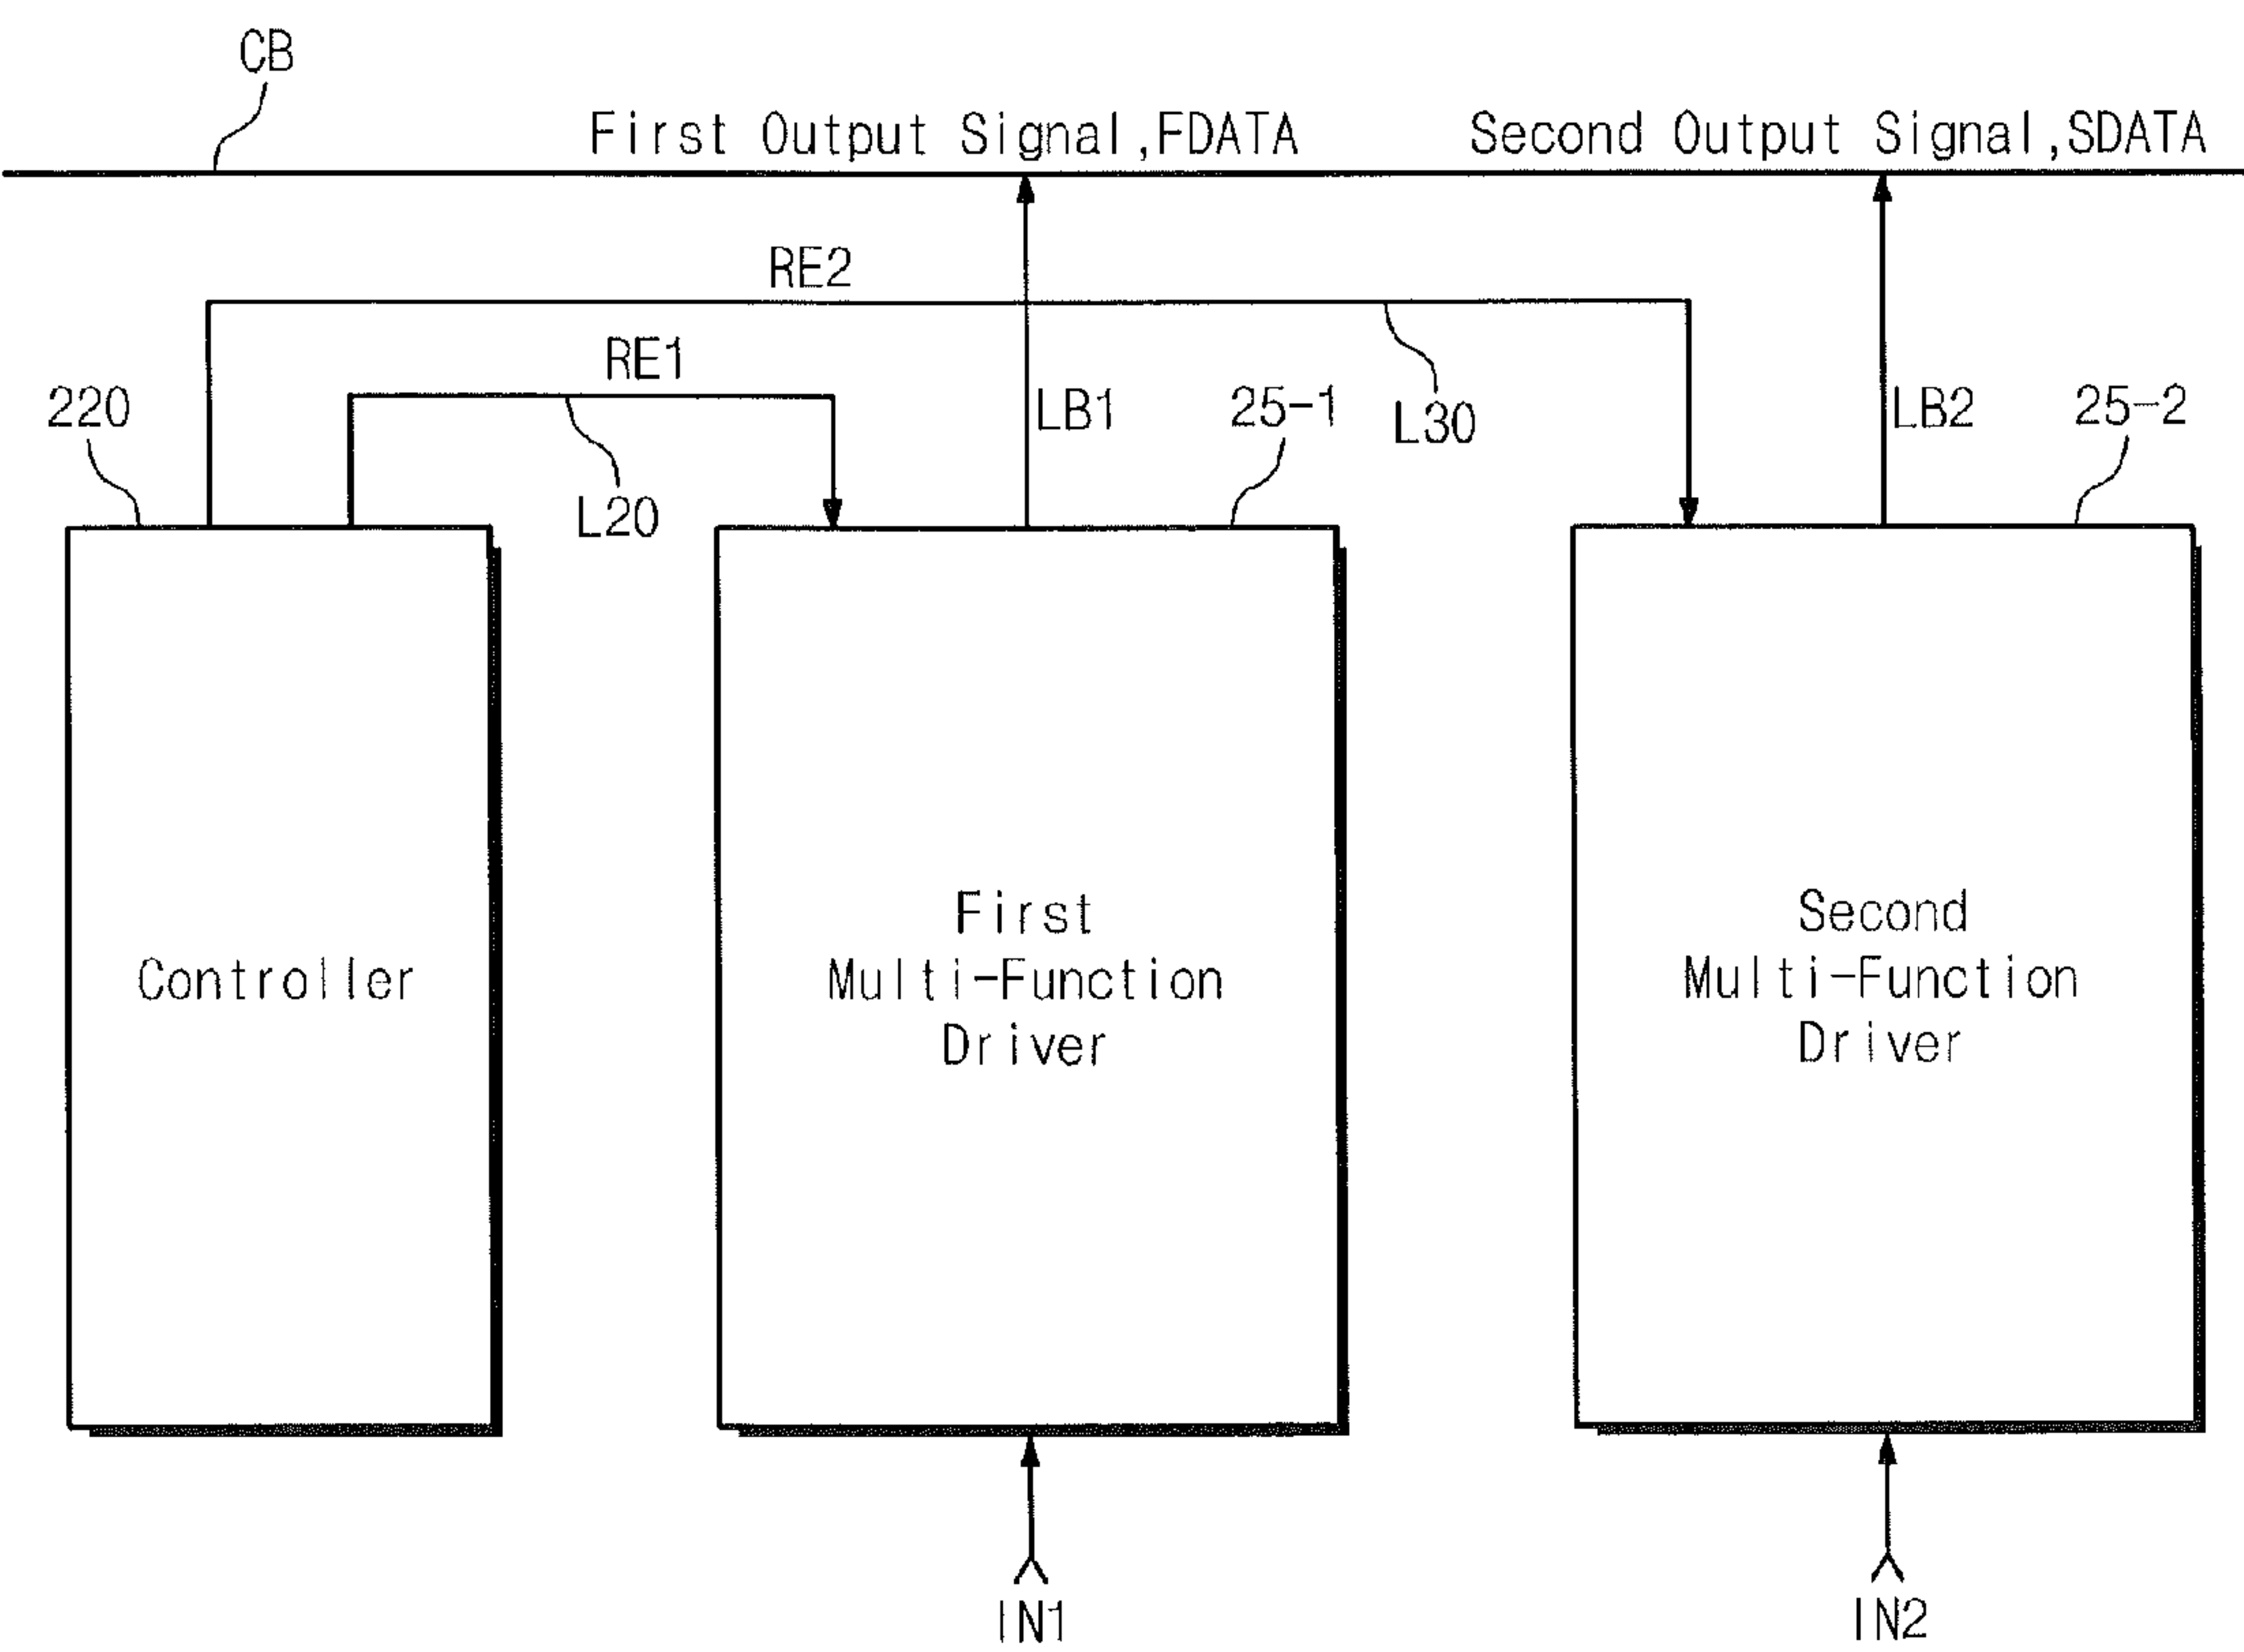 CB
First Output Signal,FDATA
Second Output Signal,SDATA
RE2
RE1
220
LB1
25-1
L30
LB2
25-2
L20
Controller
First
Multi-Function
Driver
Second
Multi-Function
Driver
IN1
IN2